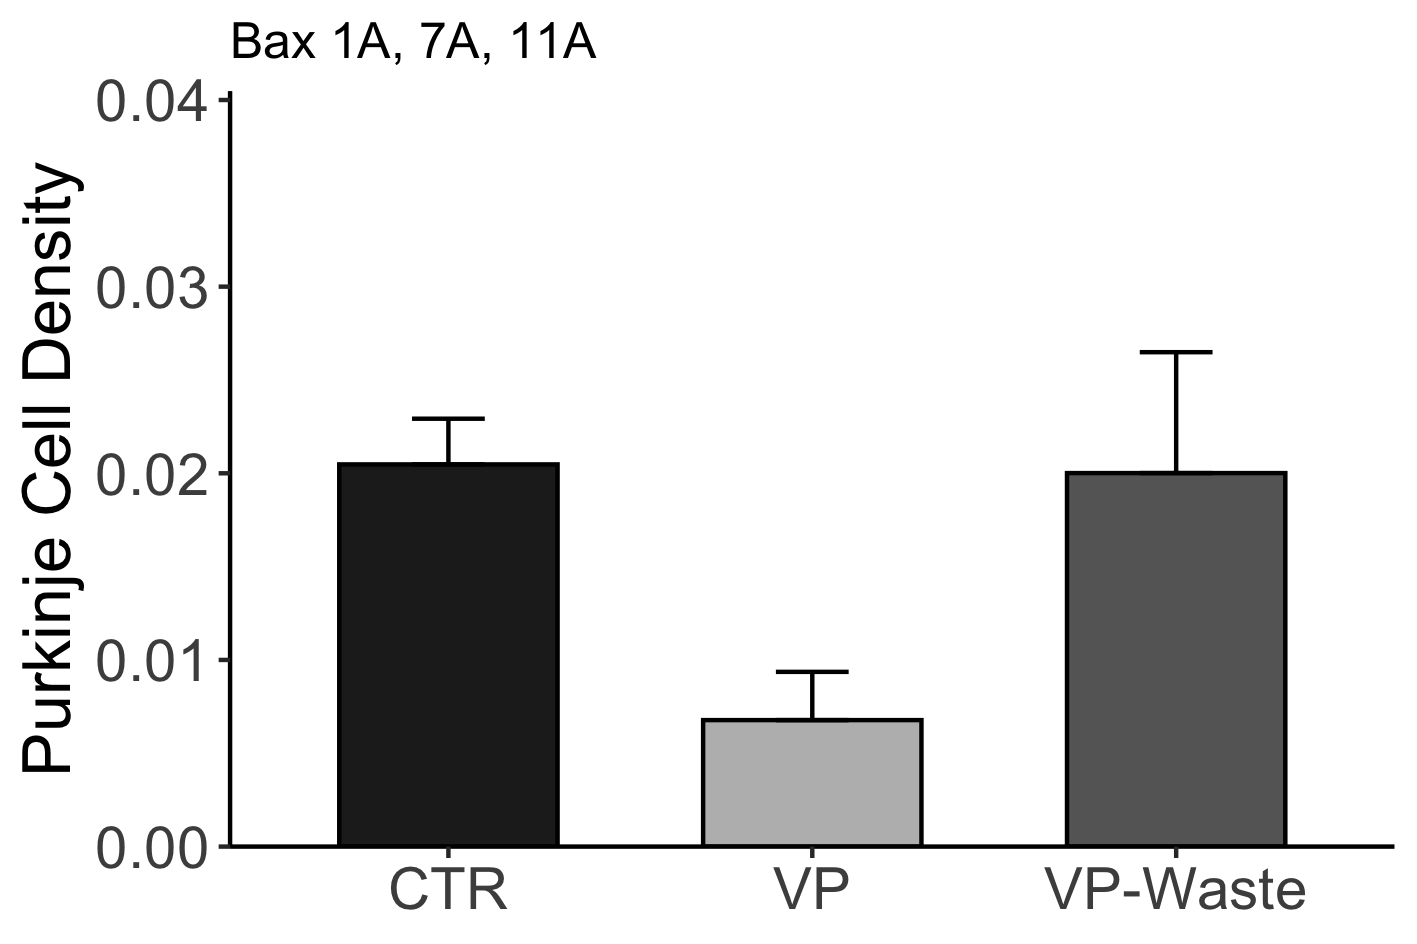 Bax 1A, 7A, 11A
Purkinje Cell Density
0.04
0.03
0.02
0.01
0.00
CTR
VP
VP-Waste